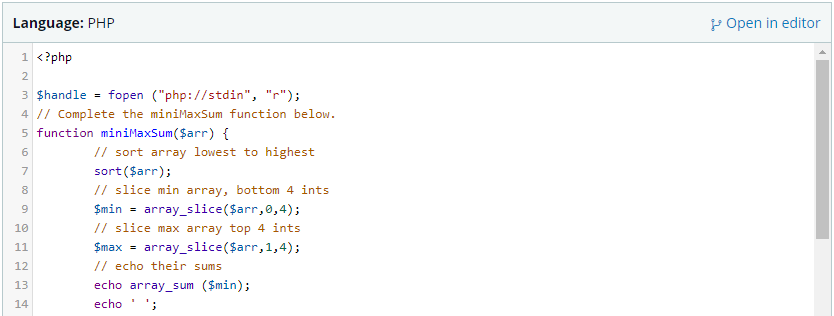 Language: PHP
Open in editor
1 <?php
2
3 $handle = fopen ("php://stdin", "r");
4 // Complete the miniMaxSum function below.
5 function miniMaxSum($arr) {
6         // sort array lowest to highest
7         sort($arr);
8         // slice min array, bottom 4 ints
9         $min = array_slice($arr,0,4);
10         // slice max array top 4 ints
11         $max = array_slice($arr,1,4);
12         // echo their sums
13         echo array_sum ($min);
14         echo ' ';